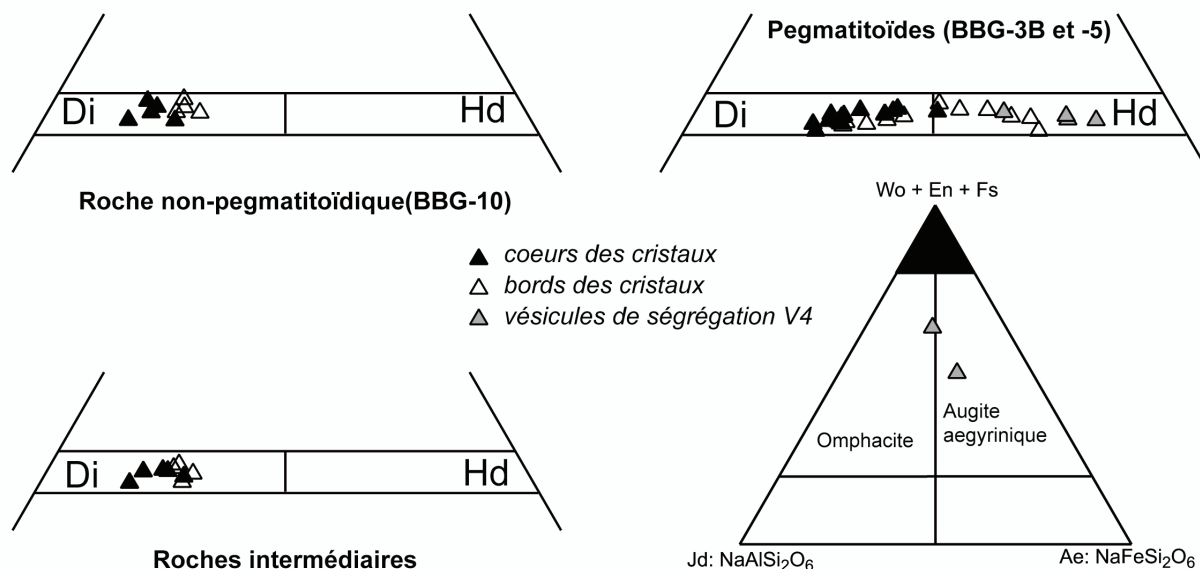 Pegmatitoïdes (BBG-3B et -5)
Di Hd
Di Hd
Roche non-pegmatitoïdique(BBG-10)
Wo + En + Fs
coeurs des cristaux
bords des cristaux
vésicules de ségrégation V4
Omphacite
Augite
aegyrinique
Di Hd
Roches intermédiaires
Jd: NaAlSi₂O₆
Ae: NaFeSi₂O₆